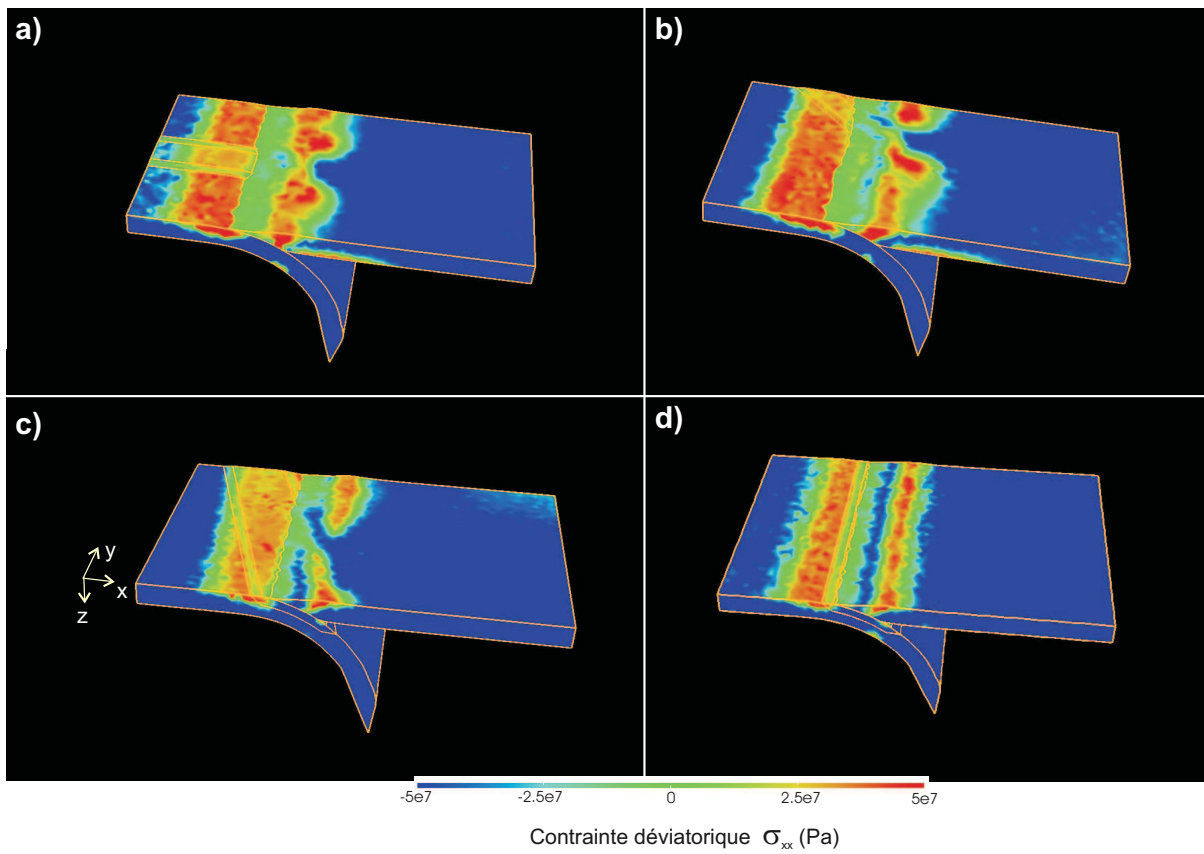 a)
b)
c)
d)
y
x
z
-5e7 -2.5e7 0 2.5e7 5e7
Contrainte déviatorique σxx (Pa)